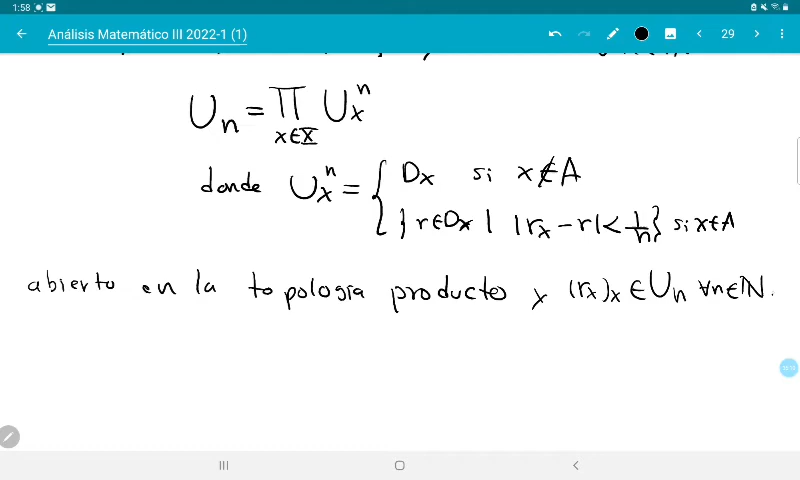 1:58
Análisis Matemático III 2022-1 (1)
29
U_n = ∏_{x∈X} U_x^n
donde U_x^n = { D_x si x∉A
{ r∈D_x | |r_x - r| < 1/n } si x∈A
abierto en la topología producto y (r_x)_x ∈ U_n ∀n∈ℕ.